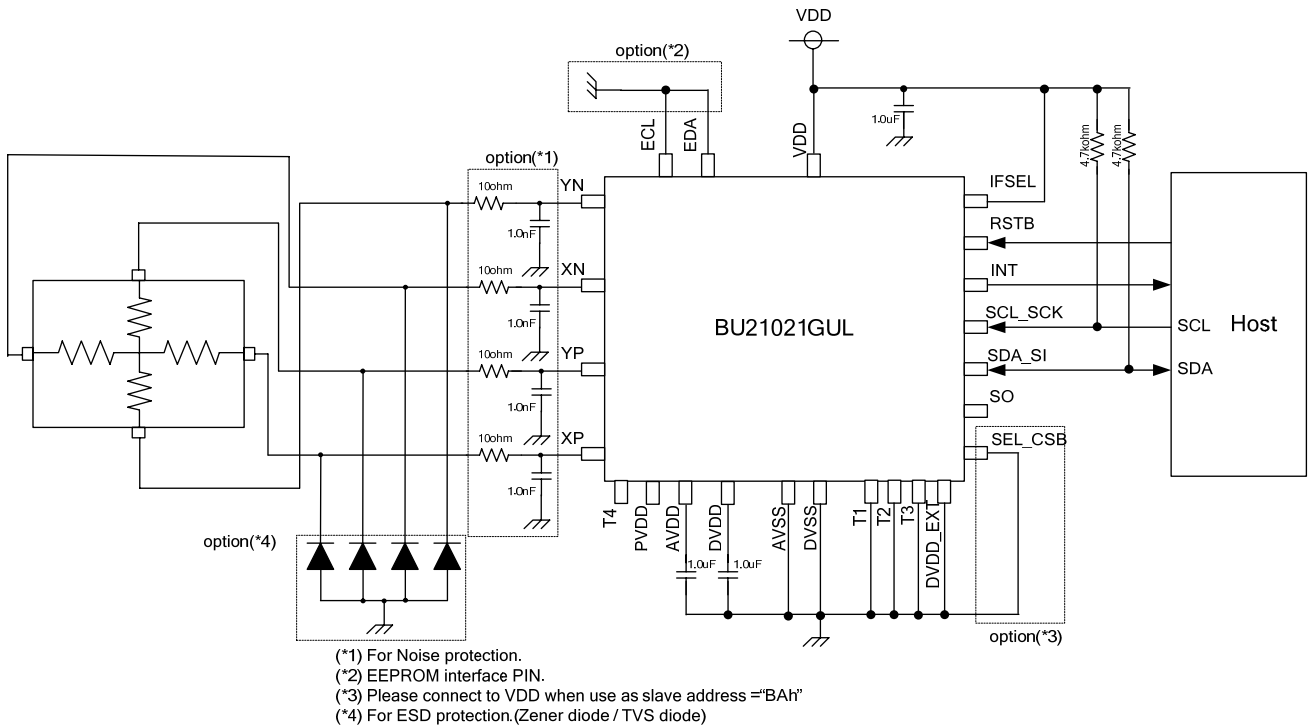 VDD
option(*2)
1.0uF
4.7kohm
4.7kohm
ECL
EDA
VDD
option(*1)
10ohm
YN
1.0nF
10ohm
XN
1.0nF
10ohm
YP
1.0nF
10ohm
XP
1.0nF
BU21021GUL
IFSEL
RSTB
INT
SCL_SCK
SDA_SI
SO
SEL_CSB
SCL
SDA
Host
T4
PVDD
AVDD
DVDD
AVSS
DVSS
T1
T2
T3
DVDD_EXT
1.0uF
1.0uF
option(*4)
option(*3)
(*1) For Noise protection.
(*2) EEPROM interface PIN.
(*3) Please connect to VDD when use as slave address =“BAh”
(*4) For ESD protection.(Zener diode / TVS diode)